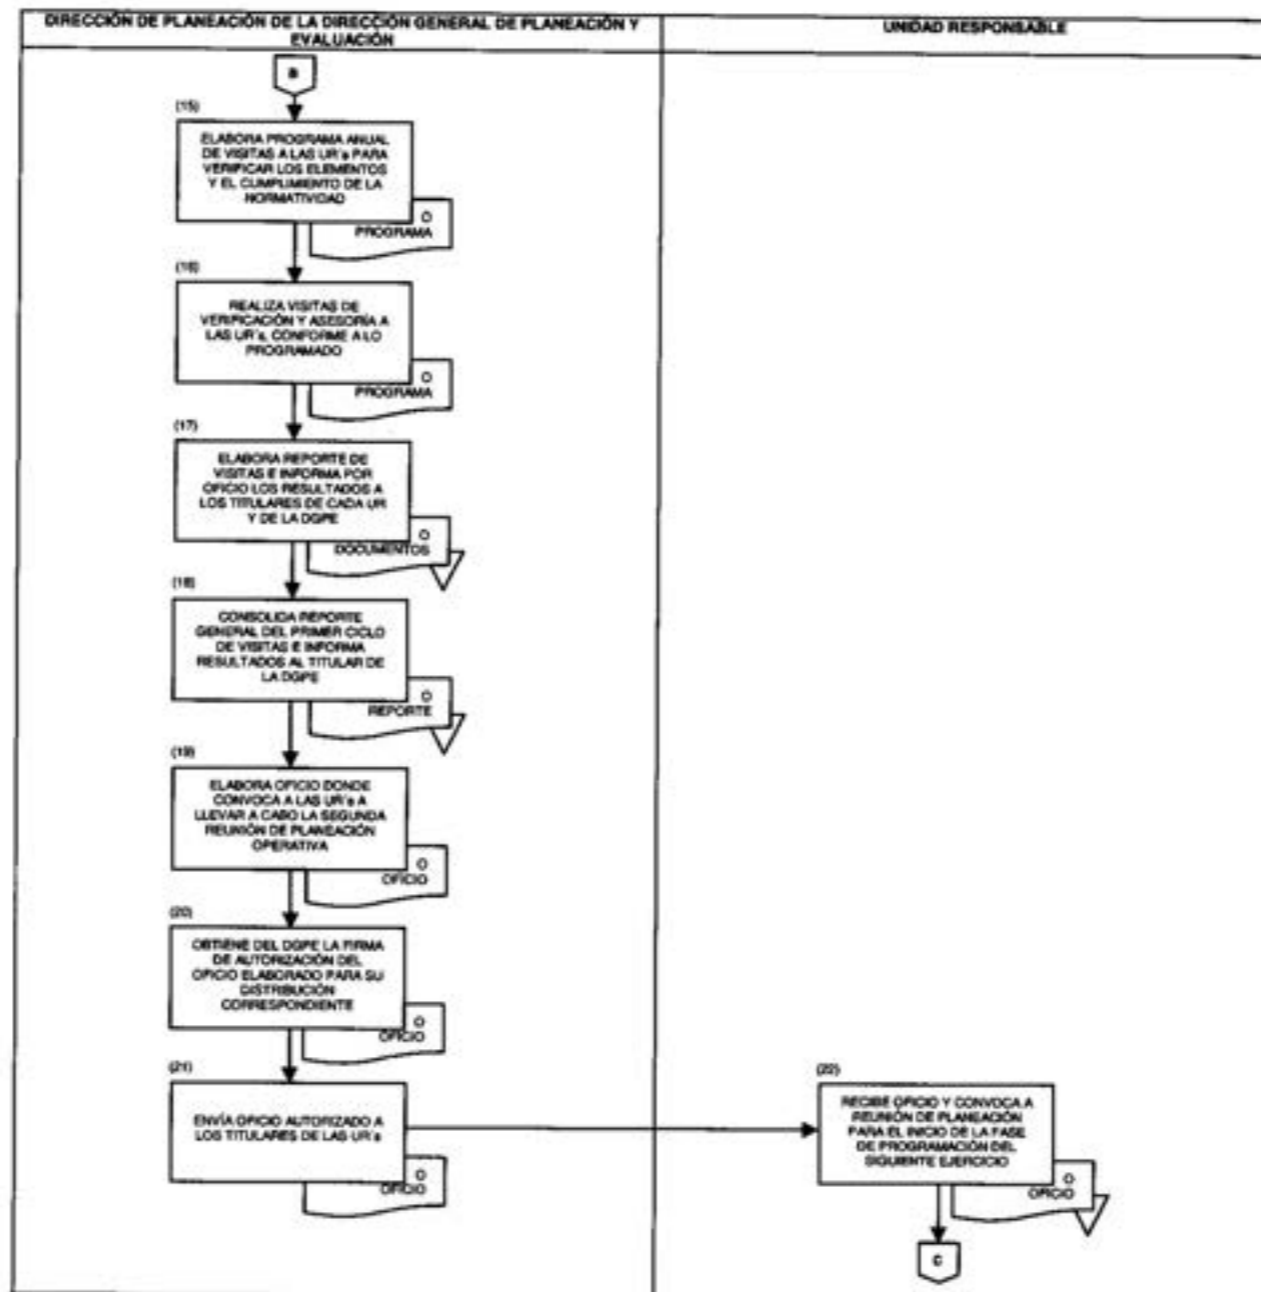 DIRECCIÓN DE PLANEACIÓN DE LA DIRECCIÓN GENERAL DE PLANEACIÓN Y
EVALUACIÓN
UNIDAD RESPONSABLE
B
(15)
ELABORA PROGRAMA ANUAL
DE VISITAS A LAS UR's PARA
VERIFICAR LOS ELEMENTOS
Y EL CUMPLIMIENTO DE LA
NORMATIVIDAD
O
PROGRAMA
(16)
REALIZA VISITAS DE
VERIFICACIÓN Y ASESORÍA A
LAS UR's, CONFORME A LO
PROGRAMADO
O
PROGRAMA
(17)
ELABORA REPORTE DE
VISITAS E INFORMA POR
OFICIO LOS RESULTADOS A
LOS TITULARES DE CADA UR
Y DE LA DGPE
O
DOCUMENTOS
(18)
CONSOLIDA REPORTE
GENERAL DEL PRIMER CICLO
DE VISITAS E INFORMA
RESULTADOS AL TITULAR DE
LA DGPE
O
REPORTE
(19)
ELABORA OFICIO DONDE
CONVOCA A LAS UR's A
LLEVAR A CABO LA SEGUNDA
REUNIÓN DE PLANEACIÓN
OPERATIVA
O
OFICIO
(20)
OBTIENE DEL DGPE LA FIRMA
DE AUTORIZACIÓN DEL
OFICIO ELABORADO PARA SU
DISTRIBUCIÓN
CORRESPONDIENTE
O
OFICIO
(21)
ENVÍA OFICIO AUTORIZADO A
LOS TITULARES DE LAS UR's
O
OFICIO
(22)
RECIBE OFICIO Y CONVOCA A
REUNIÓN DE PLANEACIÓN
PARA EL INICIO DE LA FASE
DE PROGRAMACIÓN DEL
SIGUIENTE EJERCICIO
O
OFICIO
C